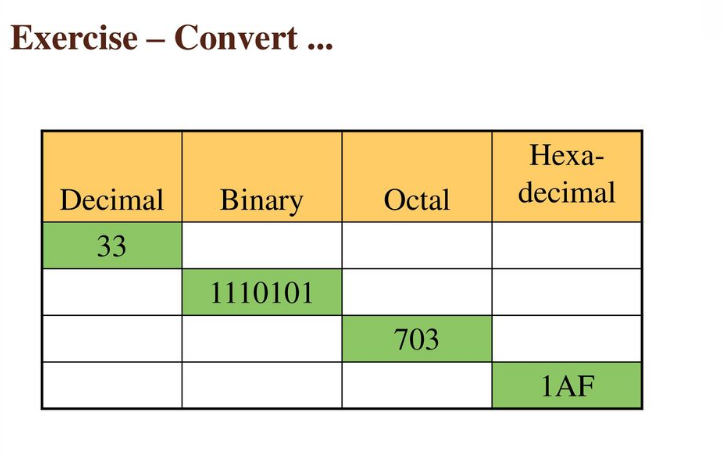 Exercise – Convert ...
Hexa-
Decimal Binary Octal decimal
33
1110101
703
1AF